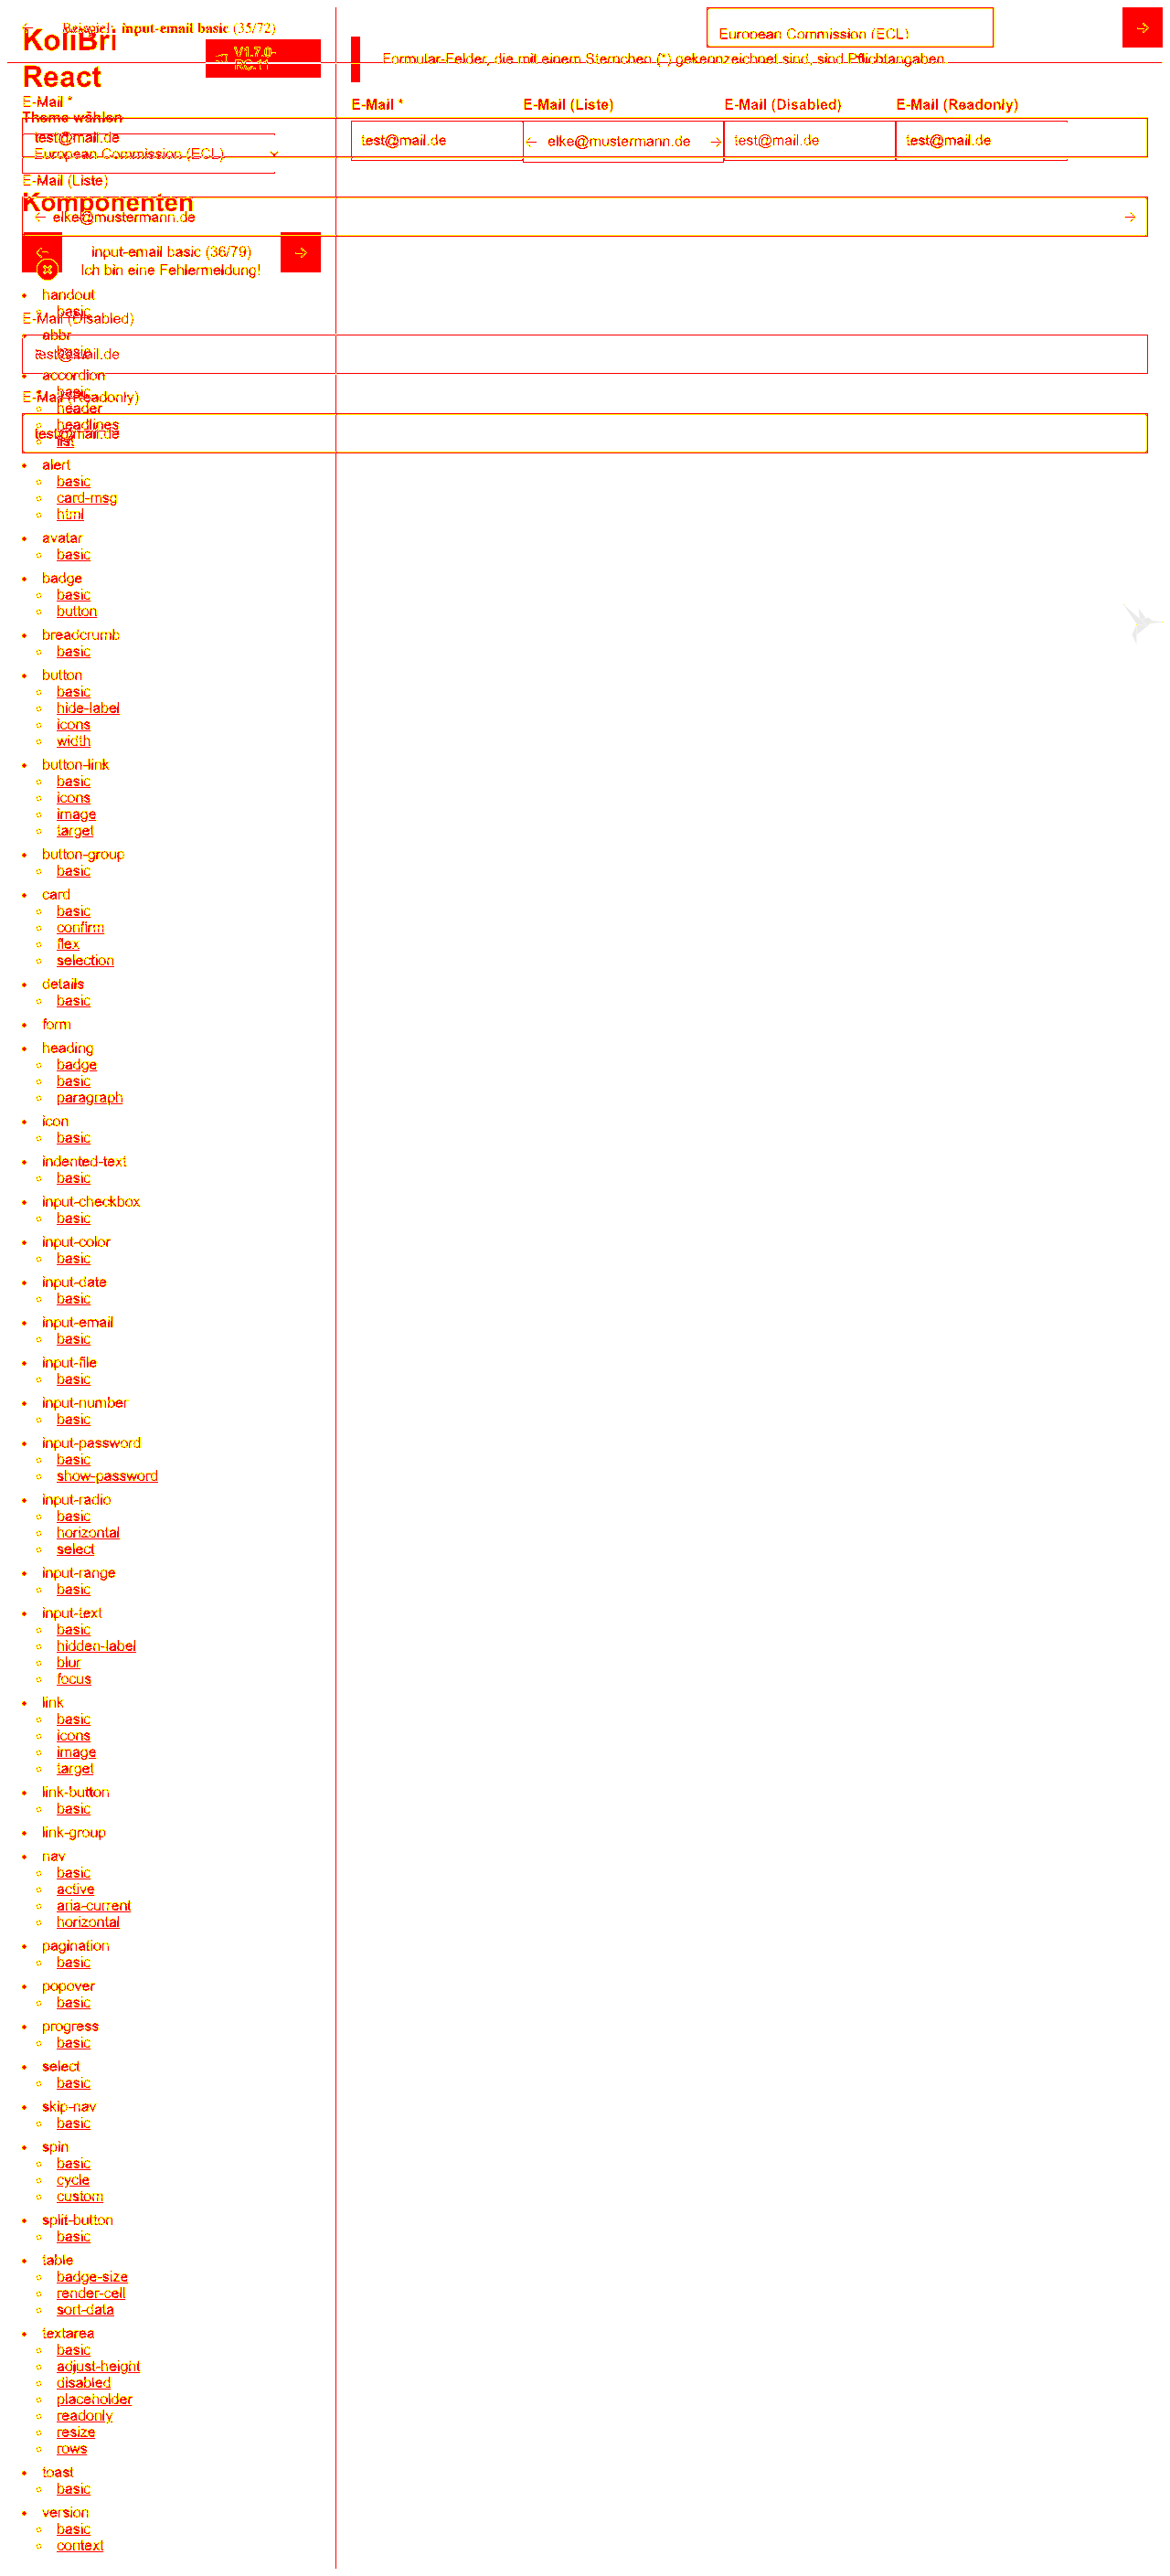 ← Beispiel: input-email basic (35/72)
European Commission (ECL)
→
KoliBri
React
V1.7.0-
RC.11
Formular-Felder, die mit einem Sternchen (*) gekennzeichnet sind, sind Pflichtangaben.
E-Mail *
Theme wählen
test@mail.de
European Commission (ECL)
E-Mail (Liste)
Komponenten
← elke@mustermann.de →
← input-email basic (36/79) →
Ich bin eine Fehlermeldung!
E-Mail * E-Mail (Liste) E-Mail (Disabled) E-Mail (Readonly)
test@mail.de ← elke@mustermann.de → test@mail.de test@mail.de
handout
basic
E-Mail (Disabled)
abbr
basic
test@mail.de
accordion
basic
E-Mail (Readonly)
header
headlines
test@mail.de
list
alert
basic
card-msg
html
avatar
basic
badge
basic
button
breadcrumb
basic
button
basic
hide-label
icons
width
button-link
basic
icons
image
target
button-group
basic
card
basic
confirm
flex
selection
details
basic
form
heading
badge
basic
paragraph
icon
basic
indented-text
basic
input-checkbox
basic
input-color
basic
input-date
basic
input-email
basic
input-file
basic
input-number
basic
input-password
basic
show-password
input-radio
basic
horizontal
select
input-range
basic
input-text
basic
hidden-label
blur
focus
link
basic
icons
image
target
link-button
basic
link-group
nav
basic
active
aria-current
horizontal
pagination
basic
popover
basic
progress
basic
select
basic
skip-nav
basic
spin
basic
cycle
custom
split-button
basic
table
badge-size
render-cell
sort-data
textarea
basic
adjust-height
disabled
placeholder
readonly
resize
rows
toast
basic
version
basic
context